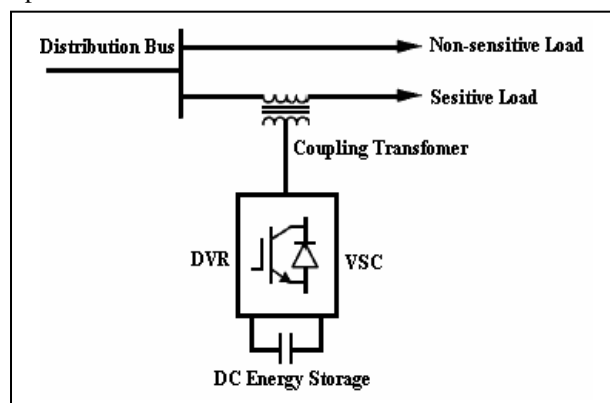 Distribution Bus
Non-sensitive Load
Sesitive Load
Coupling Transfomer
DVR
VSC
DC Energy Storage